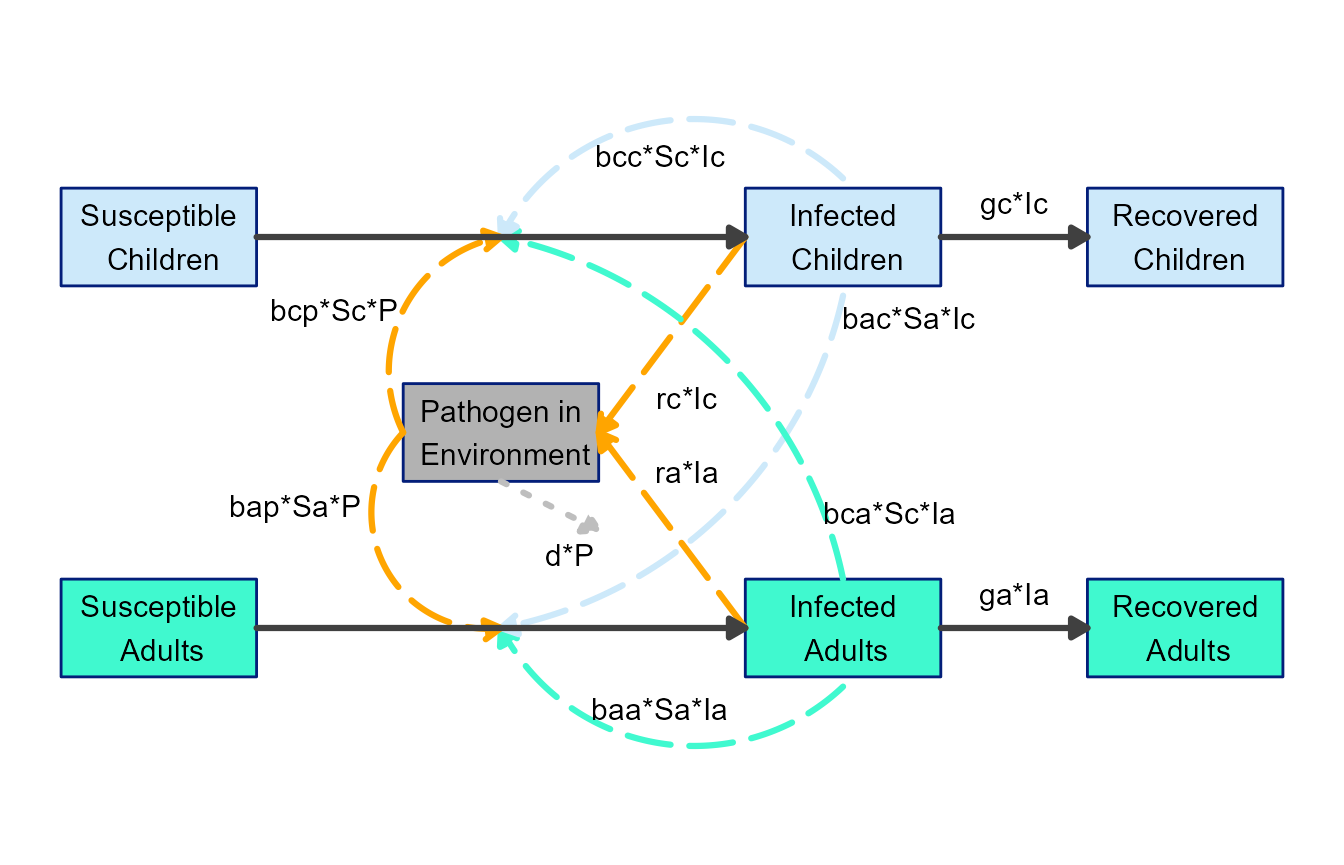 bcc*Sc*Ic
Susceptible
Children
Infected
Children
gc*Ic
Recovered
Children
bcp*Sc*P
bac*Sa*Ic
Pathogen in
Environment
rc*Ic
ra*Ia
bap*Sa*P
bca*Sc*Ia
d*P
Susceptible
Adults
Infected
Adults
ga*Ia
Recovered
Adults
baa*Sa*Ia